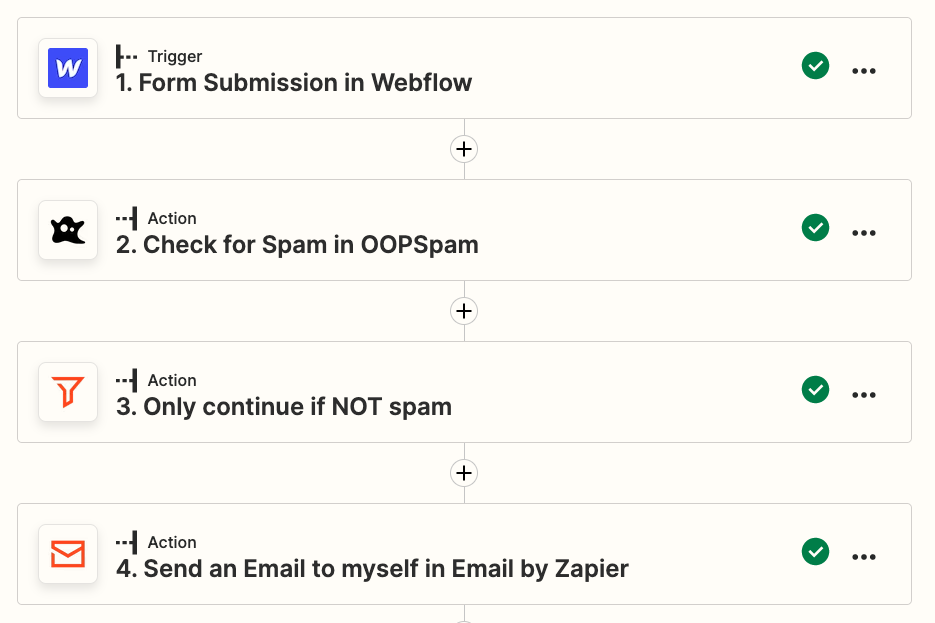 Trigger
1. Form Submission in Webflow
Action
2. Check for Spam in OOPSpam
Action
3. Only continue if NOT spam
Action
4. Send an Email to myself in Email by Zapier